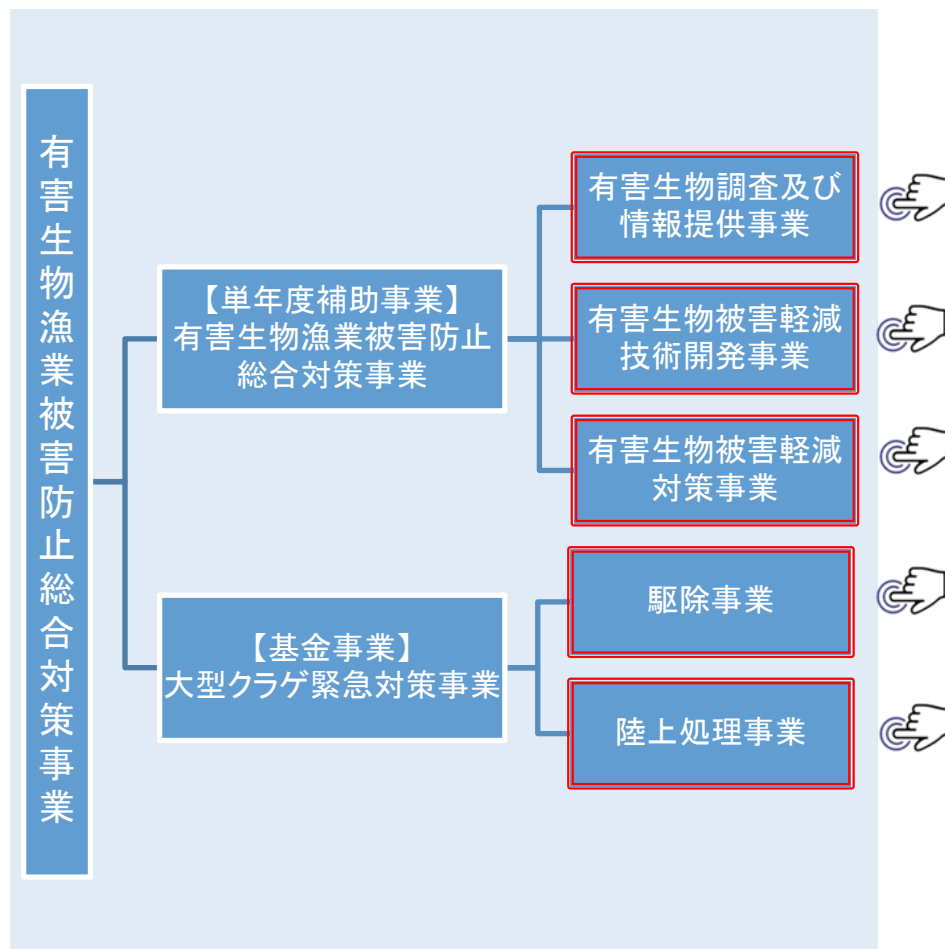 有害生物漁業被害防止総合対策事業
【単年度補助事業】
有害生物漁業被害防止
総合対策事業
有害生物調査及び
情報提供事業
有害生物被害軽減
技術開発事業
有害生物被害軽減
対策事業
【基金事業】
大型クラゲ緊急対策事業
駆除事業
陸上処理事業